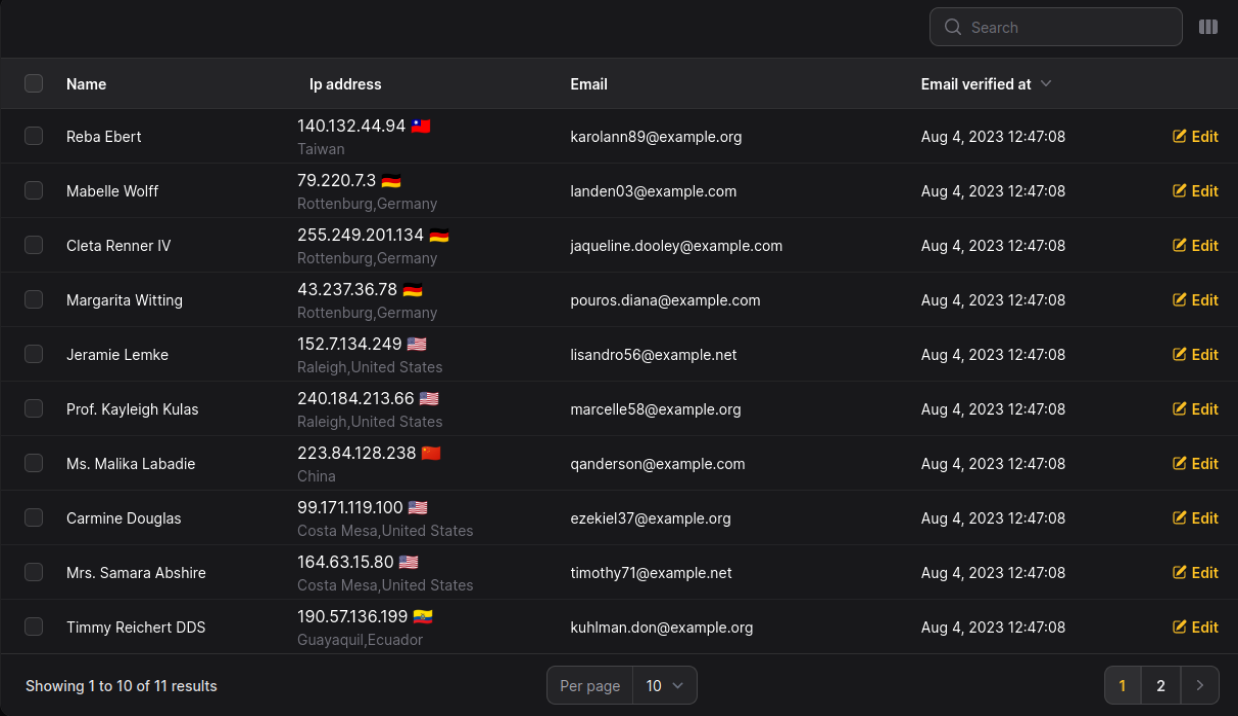 Search
Name Ip address Email Email verified at
Reba Ebert 140.132.44.94 karolann89@example.org Aug 4, 2023 12:47:08 Edit
Taiwan
Mabelle Wolff 79.220.7.3 landen03@example.com Aug 4, 2023 12:47:08 Edit
Rottenburg,Germany
Cleta Renner IV 255.249.201.134 jaqueline.dooley@example.com Aug 4, 2023 12:47:08 Edit
Rottenburg,Germany
Margarita Witting 43.237.36.78 pouros.diana@example.com Aug 4, 2023 12:47:08 Edit
Rottenburg,Germany
Jeramie Lemke 152.7.134.249 lisandro56@example.net Aug 4, 2023 12:47:08 Edit
Raleigh,United States
Prof. Kayleigh Kulas 240.184.213.66 marcelle58@example.org Aug 4, 2023 12:47:08 Edit
Raleigh,United States
Ms. Malika Labadie 223.84.128.238 qanderson@example.com Aug 4, 2023 12:47:08 Edit
China
Carmine Douglas 99.171.119.100 ezekiel37@example.org Aug 4, 2023 12:47:08 Edit
Costa Mesa,United States
Mrs. Samara Abshire 164.63.15.80 timothy71@example.net Aug 4, 2023 12:47:08 Edit
Costa Mesa,United States
Timmy Reichert DDS 190.57.136.199 kuhlman.don@example.org Aug 4, 2023 12:47:08 Edit
Guayaquil,Ecuador
Showing 1 to 10 of 11 results Per page 10 1 2